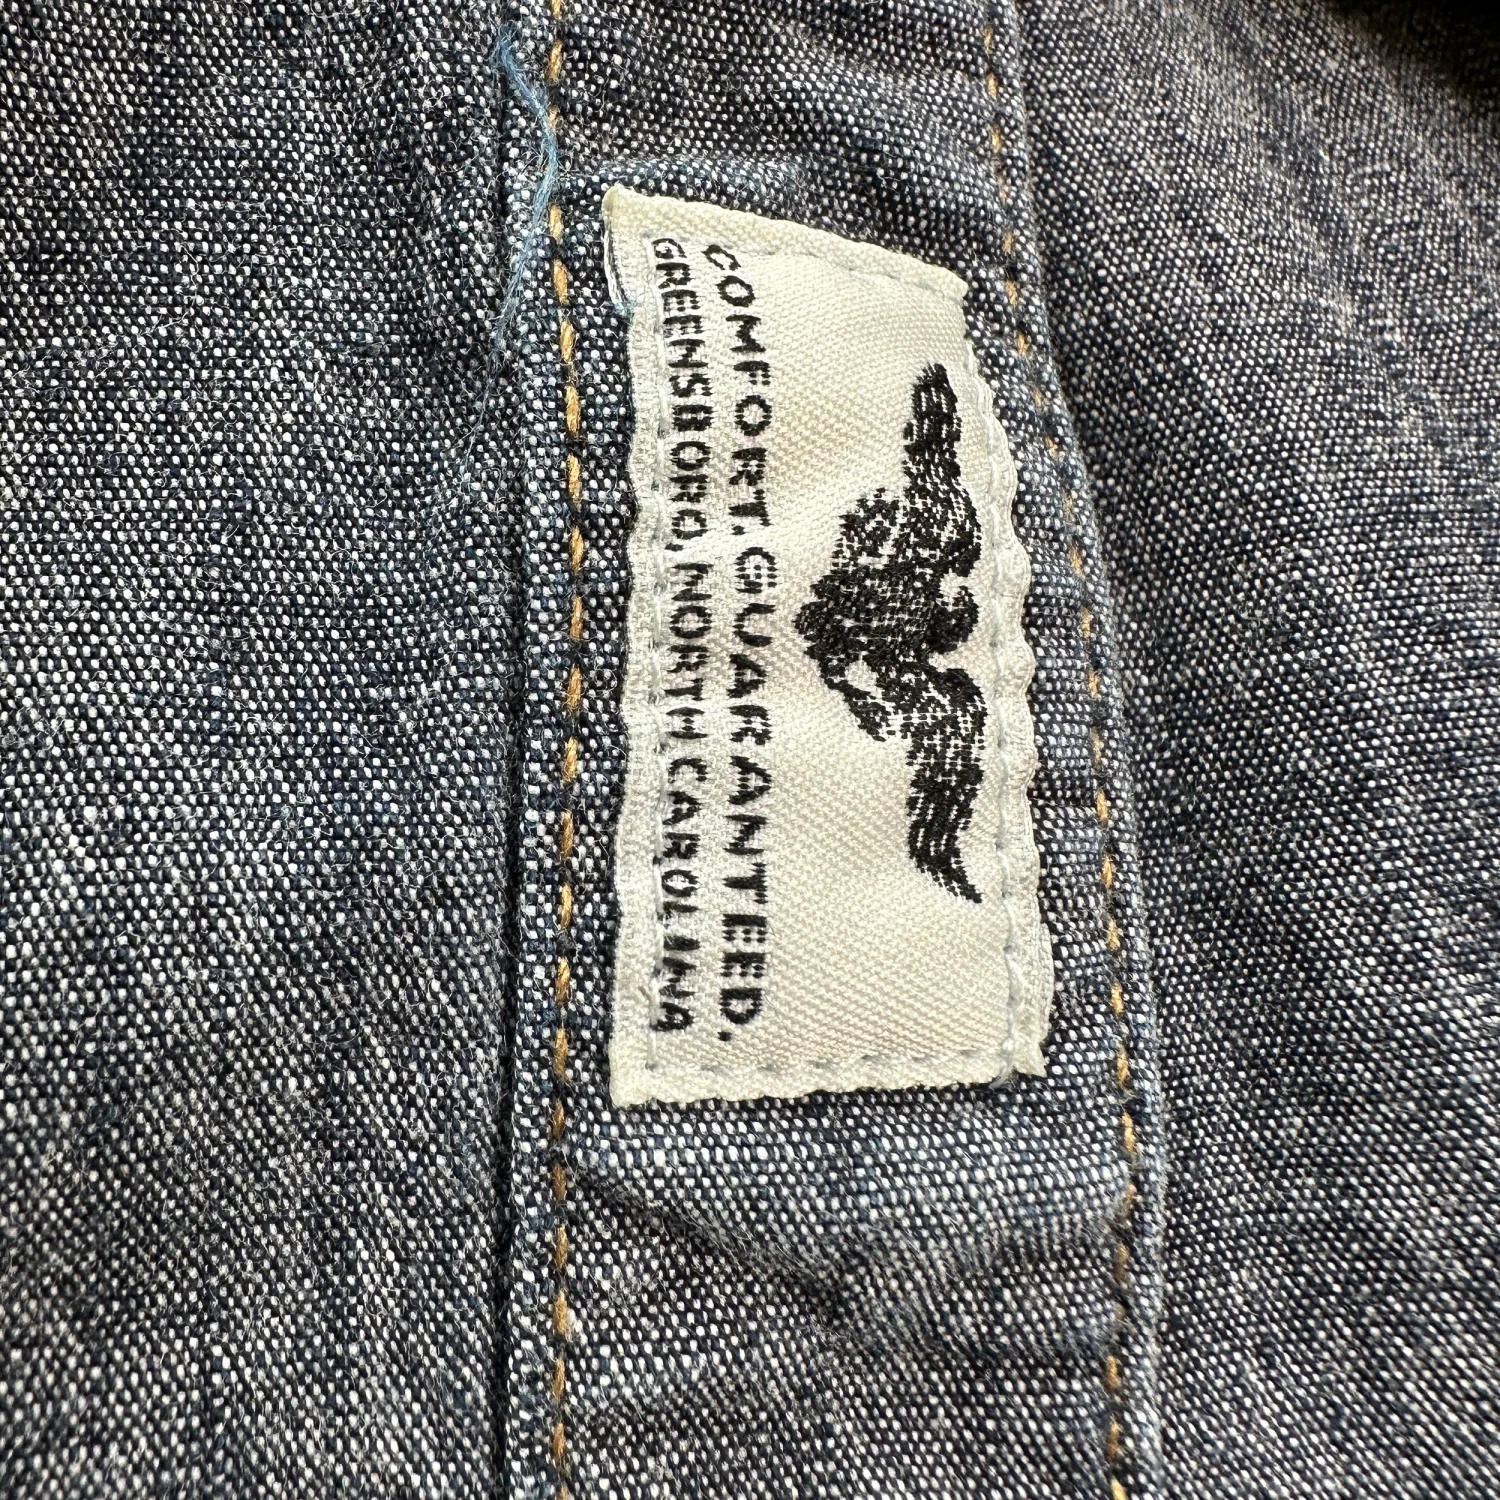 COMFORT. GUARANTEED.
GREENSBORO, NORTH CAROLINA